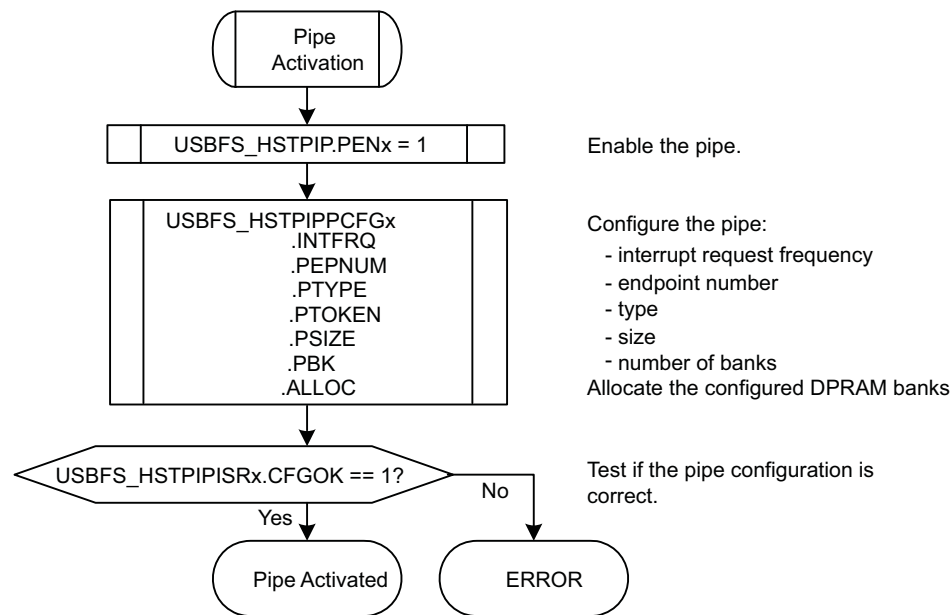 Pipe
Activation
USBFS_HSTPIP.PENx = 1
Enable the pipe.
USBFS_HSTPIPPCFGx
.INTFRQ
.PEPNUM
.PTYPE
.PTOKEN
.PSIZE
.PBK
.ALLOC
Configure the pipe:
- interrupt request frequency
- endpoint number
- type
- size
- number of banks
Allocate the configured DPRAM banks
USBFS_HSTPIPISRx.CFGOK == 1?
Test if the pipe configuration is
correct.
No
Yes
Pipe Activated
ERROR